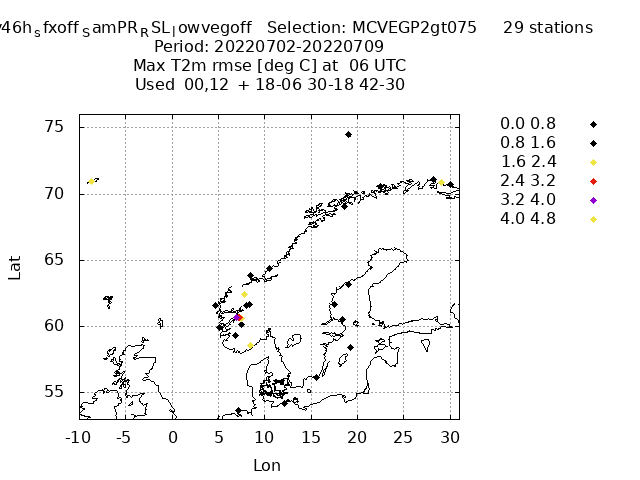 46h_sfxoff_SamPR_RSL_lowvegoff Selection: MCVEGP2gt075 29 stations
Period: 20220702-20220709
Max T2m rmse [deg C] at 06 UTC
Used 00,12 + 18-06 30-18 42-30
0.0 0.8
0.8 1.6
1.6 2.4
2.4 3.2
3.2 4.0
4.0 4.8
75
70
65
60
55
Lat
-10 -5 0 5 10 15 20 25 30
Lon